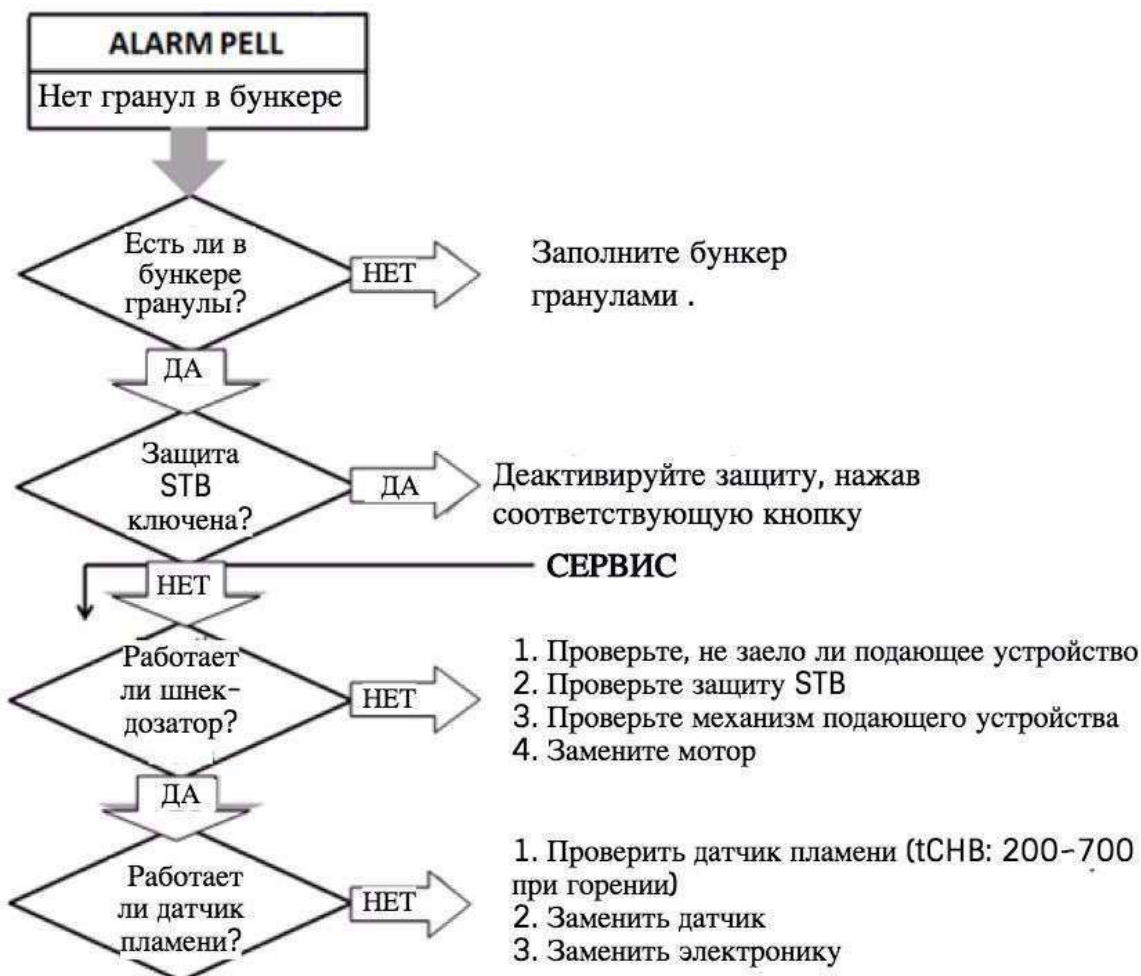 ALARM PELL
Нет гранул в бункере
Есть ли в
бункере
гранулы?
НЕТ
Заполните бункер
гранулами .
ДА
Защита
STB
ключена?
ДА
Деактивируйте защиту, нажав
соответствующую кнопку
СЕРВИС
НЕТ
Работает
ли шнек-
дозатор?
НЕТ
1. Проверьте, не заело ли подающее устройство
2. Проверьте защиту STB
3. Проверьте механизм подающего устройства
4. Замените мотор
ДА
Работает
ли датчик
пламени?
НЕТ
1. Проверить датчик пламени (tCHB: 200-700
при горении)
2. Заменить датчик
3. Заменить электронику